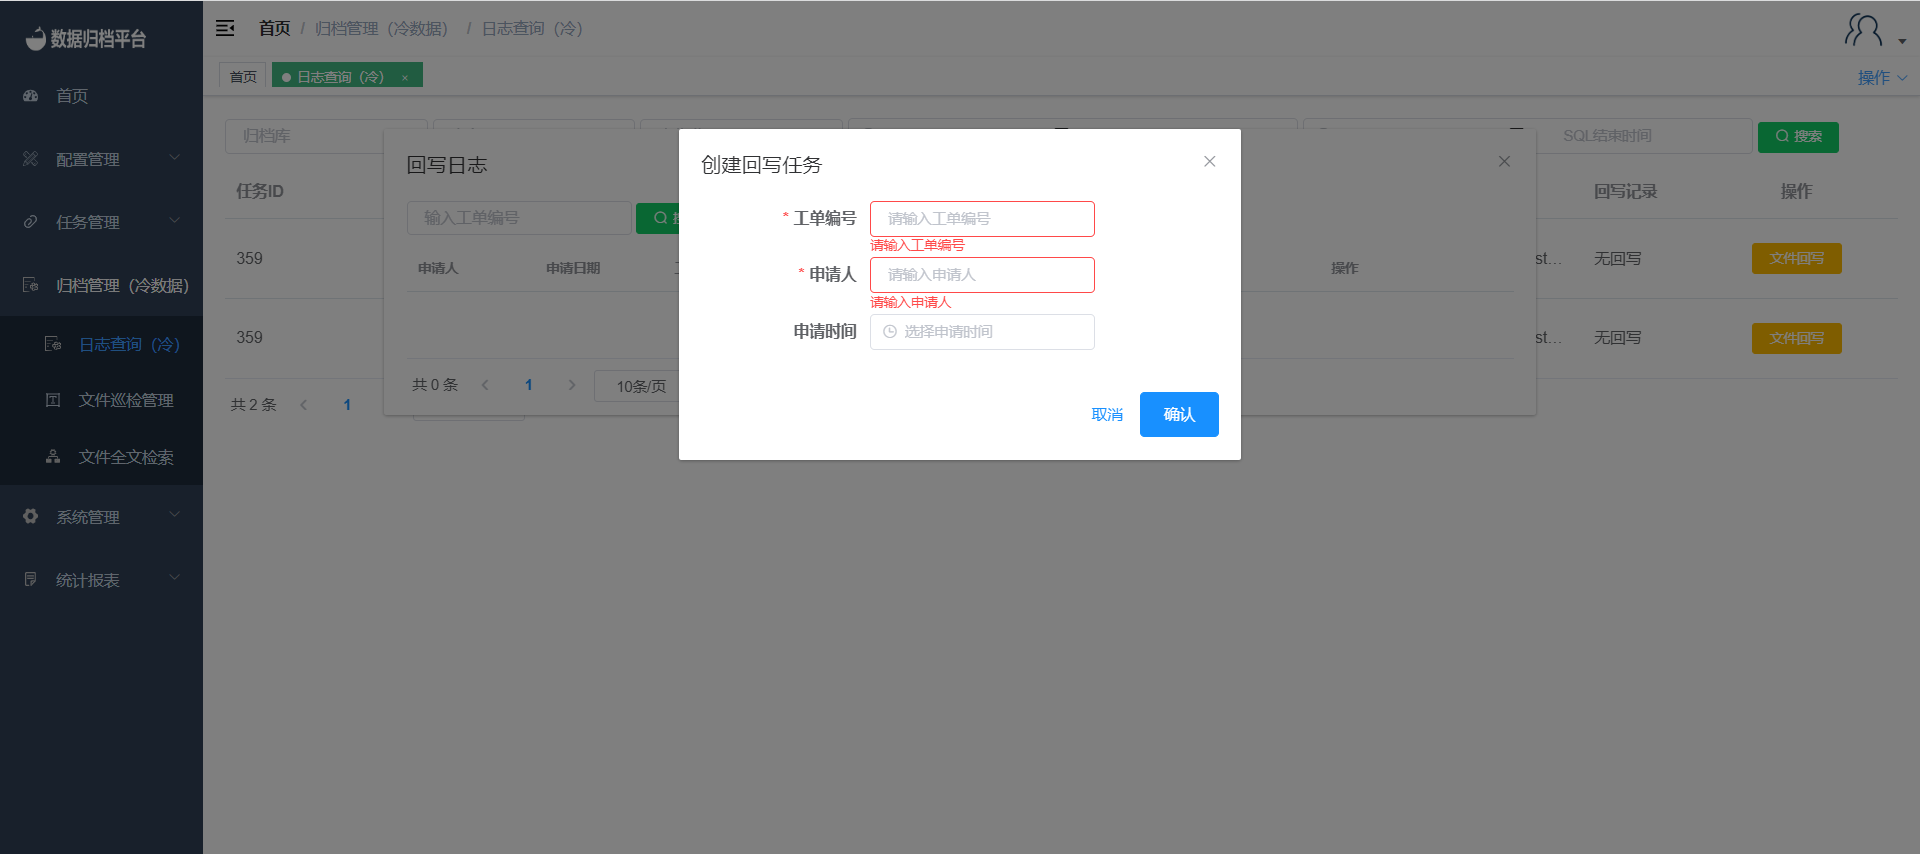 数据归档平台
首页 / 归档管理（冷数据） / 日志查询（冷）
首页
日志查询（冷） ×
操作
首页
配置管理
任务管理
归档管理（冷数据）
日志查询（冷）
文件巡检管理
文件全文检索
系统管理
统计报表
归档库
SQL结束时间
搜索
任务ID
回写记录
操作
359
st...
无回写
文件回写
359
st...
无回写
文件回写
共 2 条
1
回写日志
输入工单编号
申请人
申请日期
操作
共 0 条
1
10条/页
创建回写任务
* 工单编号
请输入工单编号
请输入工单编号
* 申请人
请输入申请人
请输入申请人
申请时间
选择申请时间
取消
确认